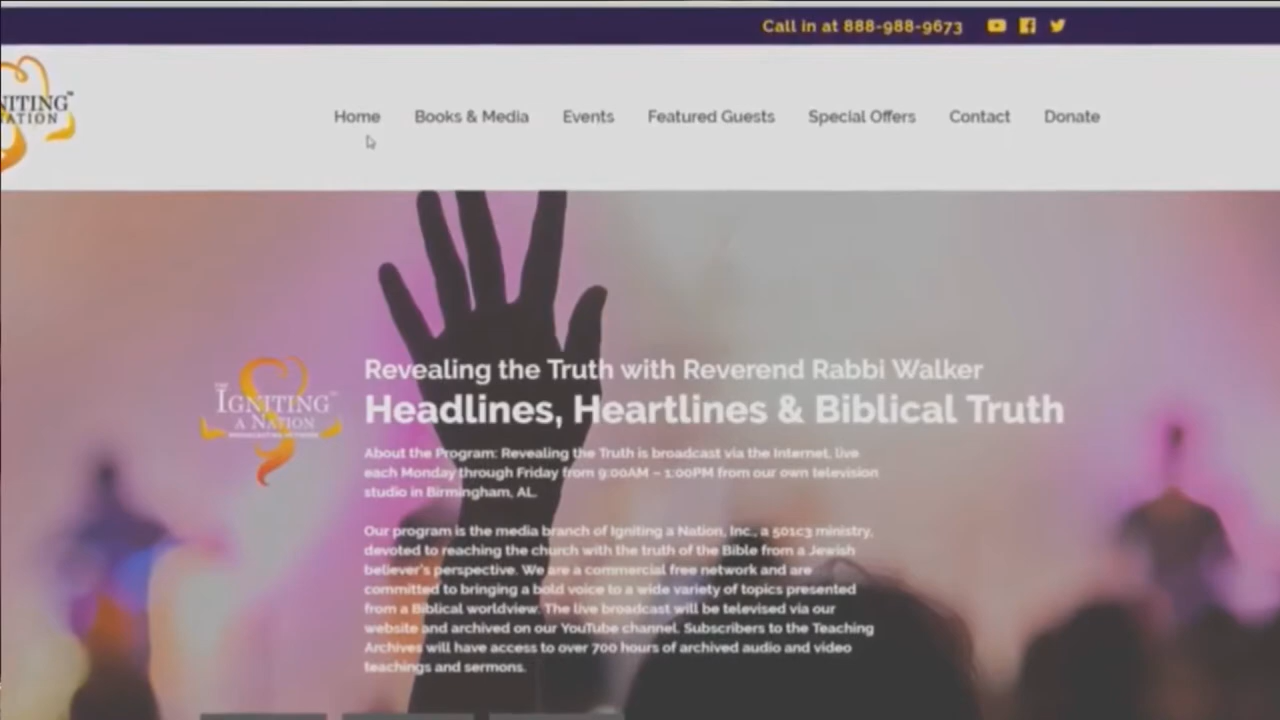 Call in at 888-988-9673
NITING™
NATION
Home Books & Media Events Featured Guests Special Offers Contact Donate
Revealing the Truth with Reverend Rabbi Walker
THE
IGNITING™
A NATION
Headlines, Heartlines & Biblical Truth
About the Program: Revealing the Truth is broadcast via the Internet, live
each Monday through Friday from 9:00AM – 1:00PM from our own television
studio in Birmingham, AL.
Our program is the media branch of Igniting a Nation, Inc., a 501c3 ministry,
devoted to reaching the church with the truth of the Bible from a Jewish
believer's perspective. We are a commercial free network and are
committed to bringing a bold voice to a wide variety of topics presented
from a Biblical worldview. The live broadcast will be televised via our
website and archived on our YouTube channel. Subscribers to the Teaching
Archives will have access to over 700 hours of archived audio and video
teachings and sermons.